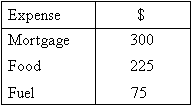 Expense $
Mortgage 300
Food 225
Fuel 75